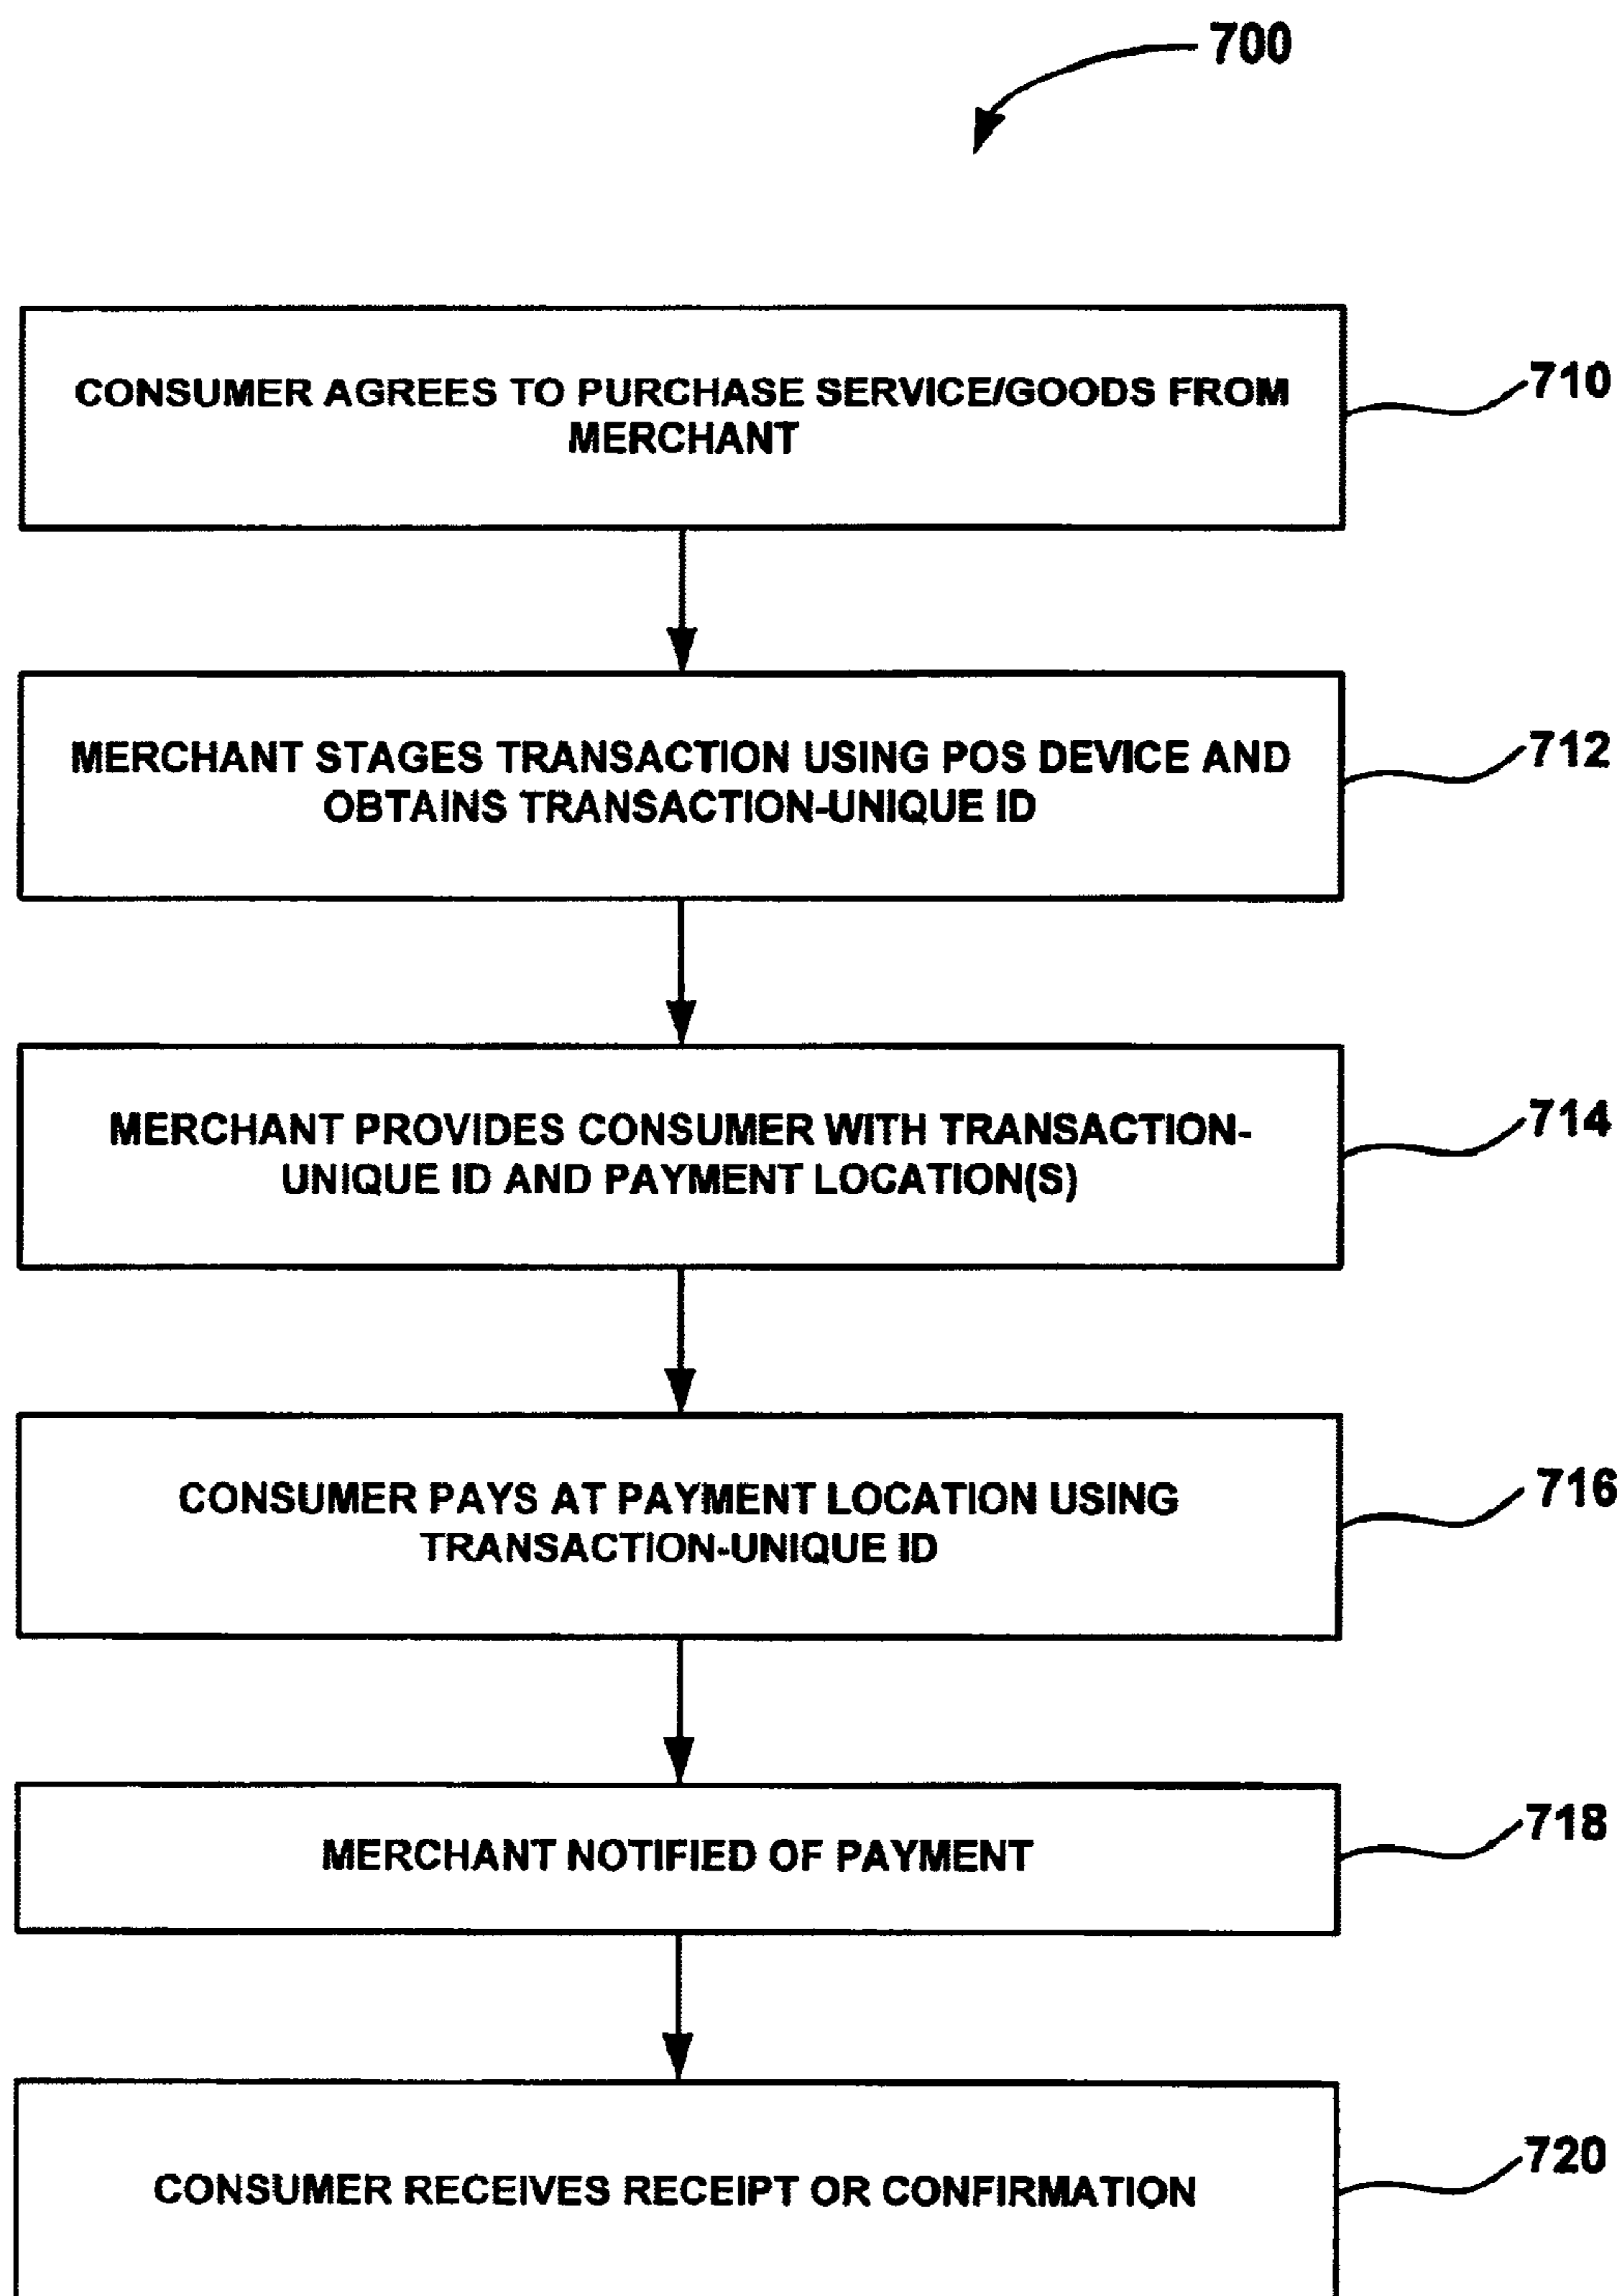 700
CONSUMER AGREES TO PURCHASE SERVICE/GOODS FROM
MERCHANT
710
MERCHANT STAGES TRANSACTION USING POS DEVICE AND
OBTAINS TRANSACTION-UNIQUE ID
712
MERCHANT PROVIDES CONSUMER WITH TRANSACTION-
UNIQUE ID AND PAYMENT LOCATION(S)
714
CONSUMER PAYS AT PAYMENT LOCATION USING
TRANSACTION-UNIQUE ID
716
MERCHANT NOTIFIED OF PAYMENT
718
CONSUMER RECEIVES RECEIPT OR CONFIRMATION
720